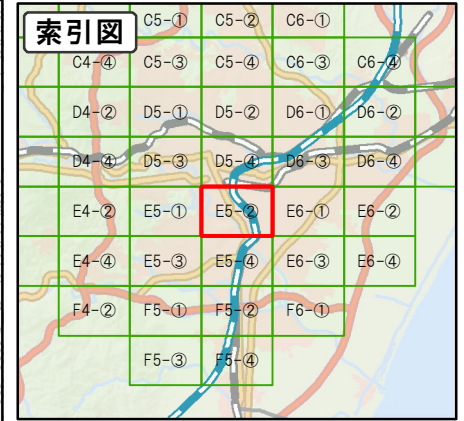 索引図
C5-① C5-② C6-①
C4-④ C5-③ C5-④ C6-③ C6-④
D4-② D5-① D5-② D6-① D6-②
D4-④ D5-③ D5-④ D6-③ D6-④
E4-② E5-① E5-② E6-① E6-②
E4-④ E5-③ E5-④ E6-③ E6-④
F4-② F5-① F5-② F6-①
F5-③ F5-④